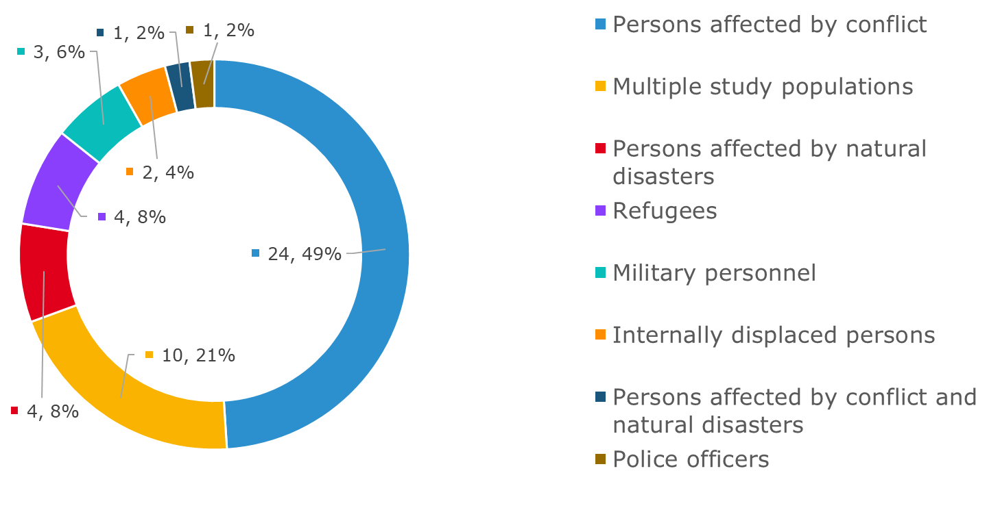 1, 2%
1, 2%
3, 6%
2, 4%
4, 8%
24, 49%
10, 21%
4, 8%
Persons affected by conflict
Multiple study populations
Persons affected by natural
disasters
Refugees
Military personnel
Internally displaced persons
Persons affected by conflict and
natural disasters
Police officers